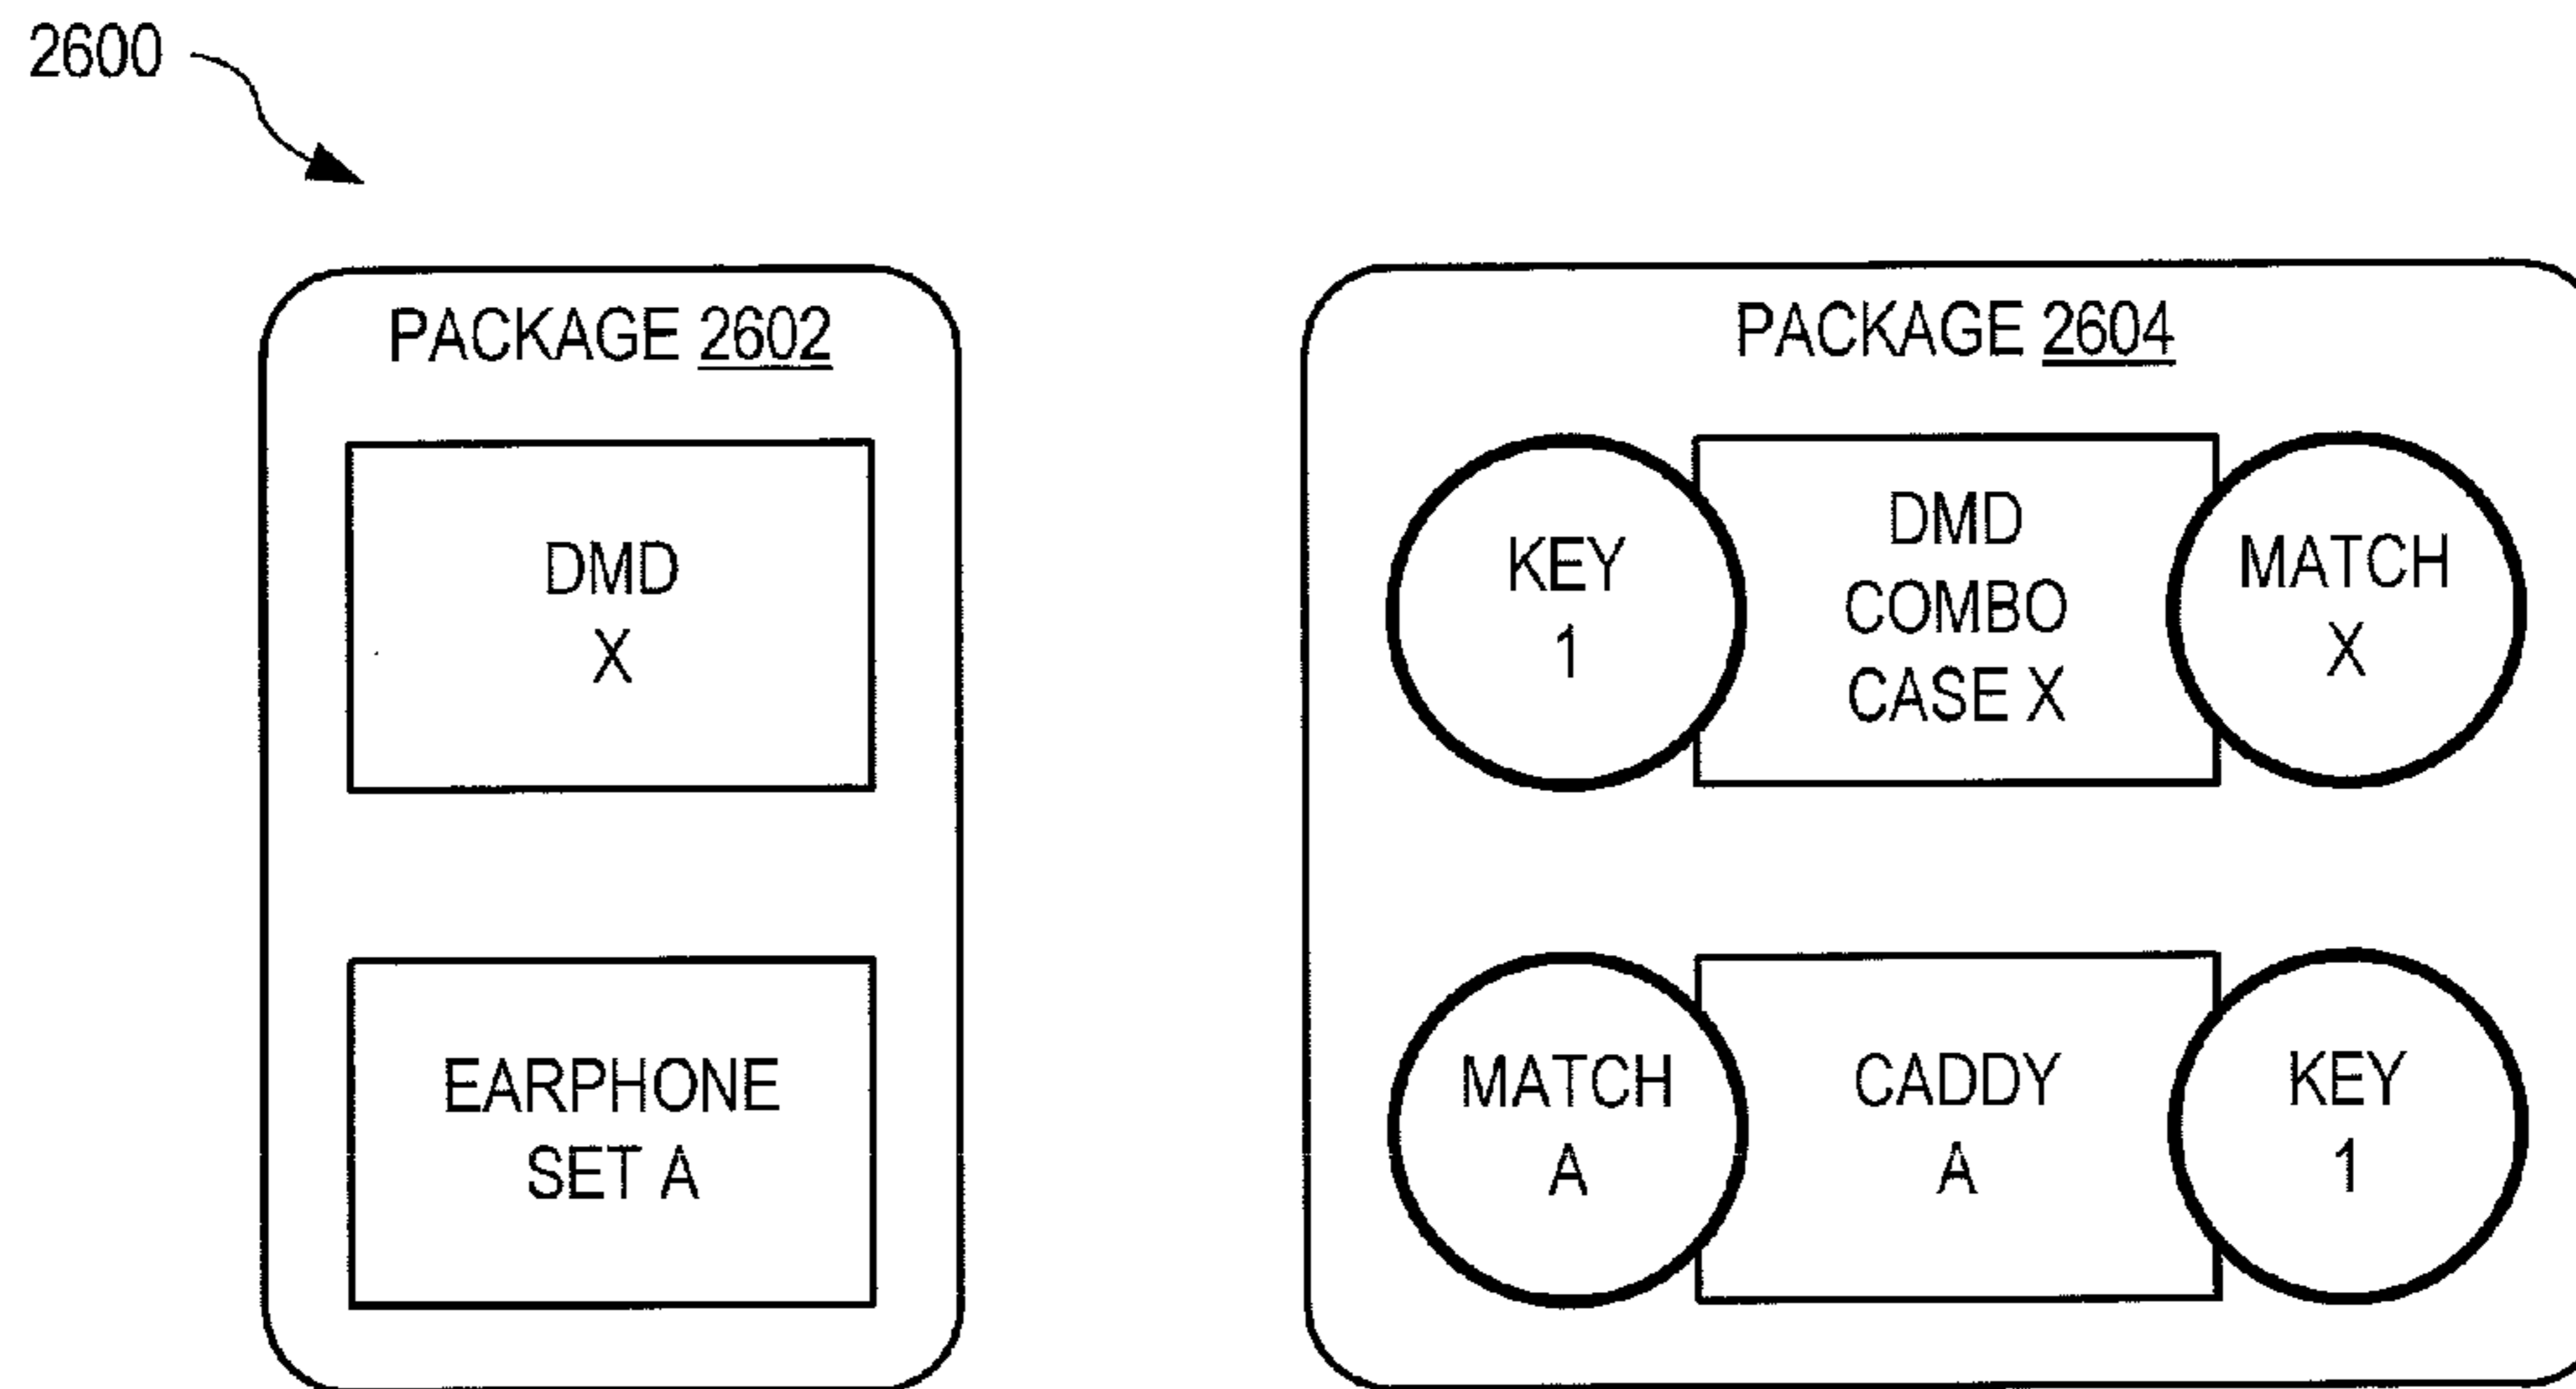 2600
PACKAGE 2602
DMD
X
EARPHONE
SET A
PACKAGE 2604
KEY
1
DMD
COMBO
CASE X
MATCH
X
MATCH
A
CADDY
A
KEY
1